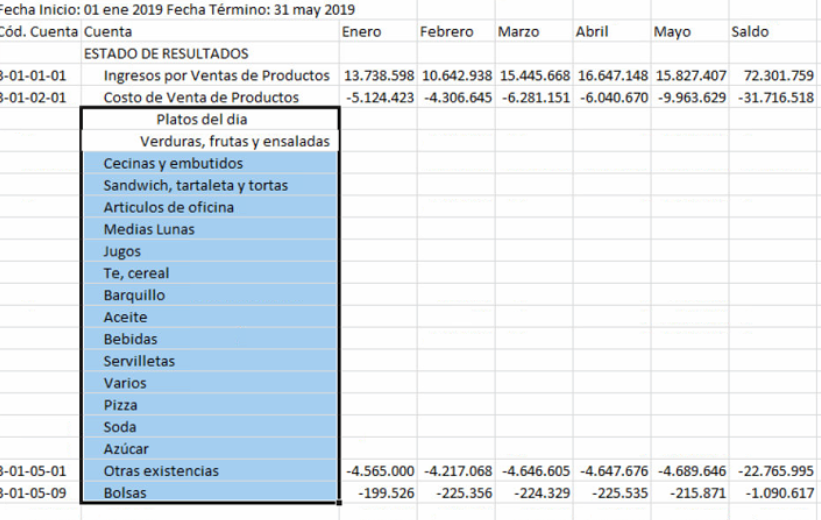 Fecha Inicio: 01 ene 2019 Fecha Término: 31 may 2019
Cód. Cuenta Cuenta Enero Febrero Marzo Abril Mayo Saldo
ESTADO DE RESULTADOS
3-01-01-01 Ingresos por Ventas de Productos 13.738.598 10.642.938 15.445.668 16.647.148 15.827.407 72.301.759
3-01-02-01 Costo de Venta de Productos -5.124.423 -4.306.645 -6.281.151 -6.040.670 -9.963.629 -31.716.518
Platos del dia
Verduras, frutas y ensaladas
Cecinas y embutidos
Sandwich, tartaleta y tortas
Articulos de oficina
Medias Lunas
Jugos
Te, cereal
Barquillo
Aceite
Bebidas
Servilletas
Varios
Pizza
Soda
Azúcar
3-01-05-01 Otras existencias -4.565.000 -4.217.068 -4.646.605 -4.647.676 -4.689.646 -22.765.995
3-01-05-09 Bolsas -199.526 -225.356 -224.329 -225.535 -215.871 -1.090.617